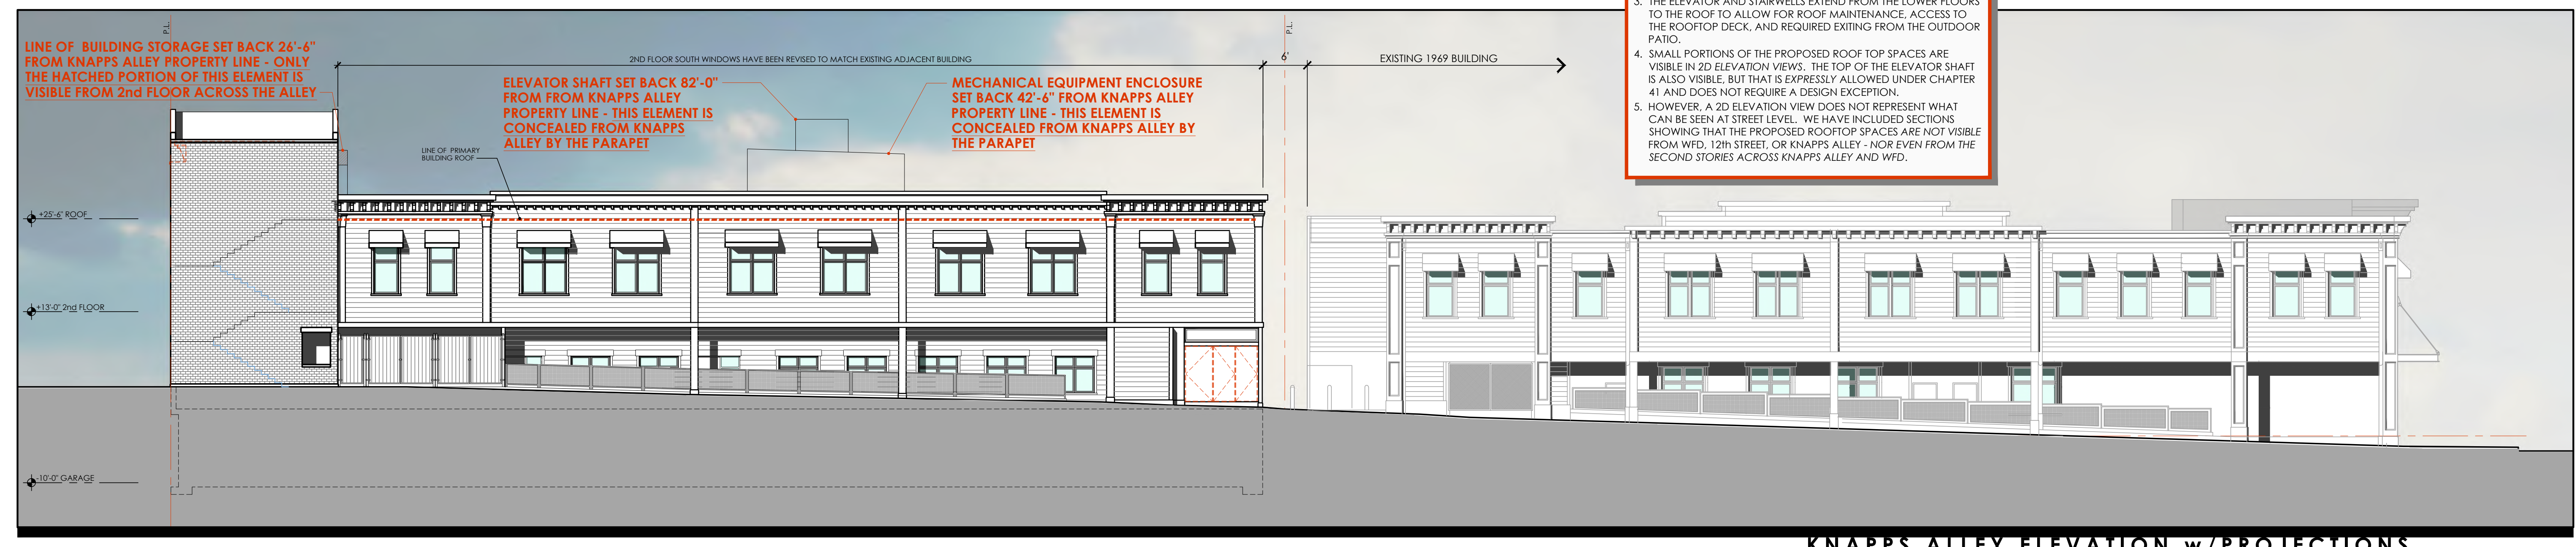 P.L.
LINE OF BUILDING STORAGE SET BACK 26'-6"
FROM KNAPPS ALLEY PROPERTY LINE - ONLY
THE HATCHED PORTION OF THIS ELEMENT IS
VISIBLE FROM 2nd FLOOR ACROSS THE ALLEY
2ND FLOOR SOUTH WINDOWS HAVE BEEN REVISED TO MATCH EXISTING ADJACENT BUILDING
ELEVATOR SHAFT SET BACK 82'-0"
FROM FROM KNAPPS ALLEY
PROPERTY LINE - THIS ELEMENT IS
CONCEALED FROM KNAPPS
ALLEY BY THE PARAPET
MECHANICAL EQUIPMENT ENCLOSURE
SET BACK 42'-6" FROM KNAPPS ALLEY
PROPERTY LINE - THIS ELEMENT IS
CONCEALED FROM KNAPPS ALLEY BY
THE PARAPET
LINE OF PRIMARY
BUILDING ROOF
P.L.
6'
EXISTING 1969 BUILDING
3. THE ELEVATOR AND STAIRWELLS EXTEND FROM THE LOWER FLOORS
TO THE ROOF TO ALLOW FOR ROOF MAINTENANCE, ACCESS TO
THE ROOFTOP DECK, AND REQUIRED EXITING FROM THE OUTDOOR
PATIO.
4. SMALL PORTIONS OF THE PROPOSED ROOF TOP SPACES ARE
VISIBLE IN 2D ELEVATION VIEWS. THE TOP OF THE ELEVATOR SHAFT
IS ALSO VISIBLE, BUT THAT IS EXPRESSLY ALLOWED UNDER CHAPTER
41 AND DOES NOT REQUIRE A DESIGN EXCEPTION.
5. HOWEVER, A 2D ELEVATION VIEW DOES NOT REPRESENT WHAT
CAN BE SEEN AT STREET LEVEL. WE HAVE INCLUDED SECTIONS
SHOWING THAT THE PROPOSED ROOFTOP SPACES ARE NOT VISIBLE
FROM WFD, 12th STREET, OR KNAPPS ALLEY - NOR EVEN FROM THE
SECOND STORIES ACROSS KNAPPS ALLEY AND WFD.
+25'-6" ROOF
+13'-0" 2nd FLOOR
-10'-0" GARAGE
KNAPPS ALLEY ELEVATION w/PROJECTIONS